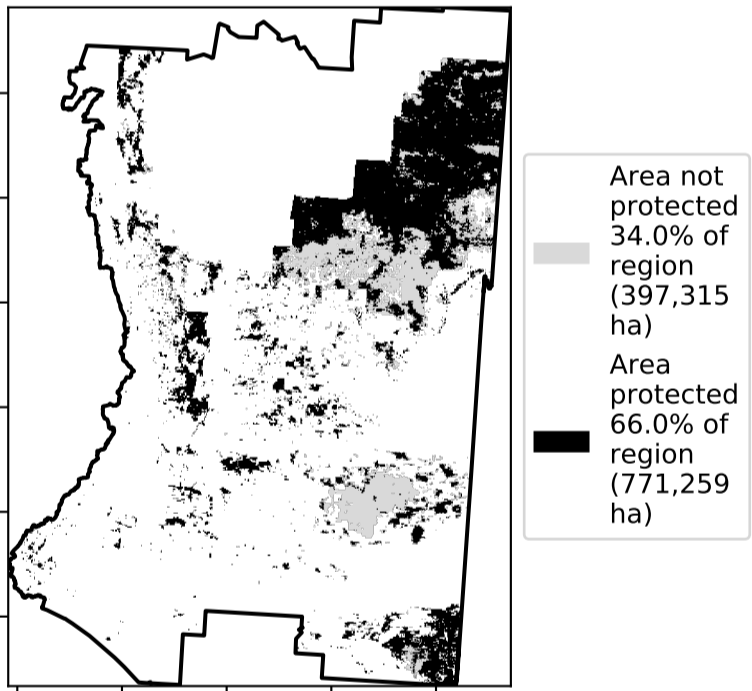 Area not
protected
34.0% of
region
(397,315
ha)
Area
protected
66.0% of
region
(771,259
ha)